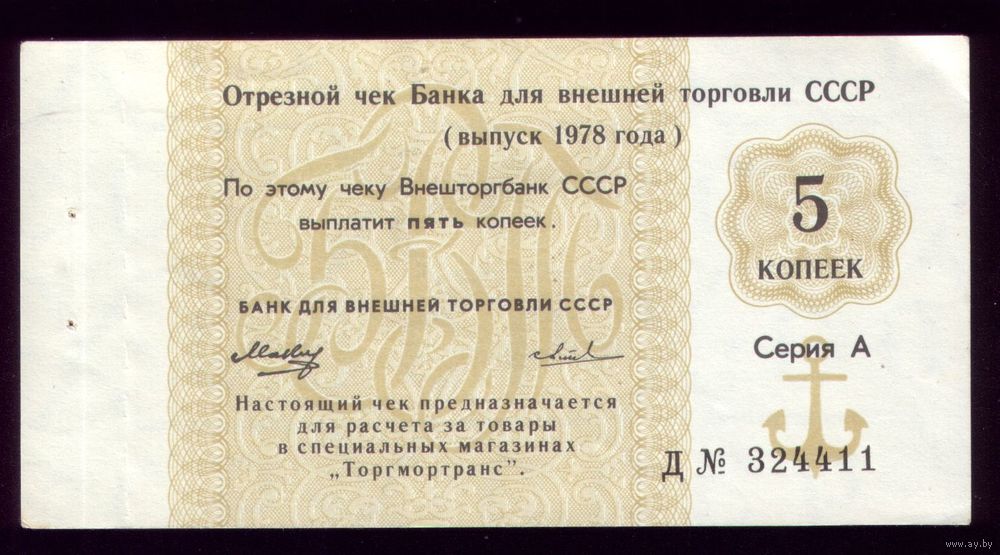 Отрезной чек Банка для внешней торговли СССР
( выпуск 1978 года )
По этому чеку Внешторгбанк СССР
выплатит пять копеек .
5
КОПЕЕК
БАНК ДЛЯ ВНЕШНЕЙ ТОРГОВЛИ СССР
Серия А
Настоящий чек предназначается
для расчета за товары
в специальных магазинах
„Торгмортранс”.
Д № 324411
www.ay.by